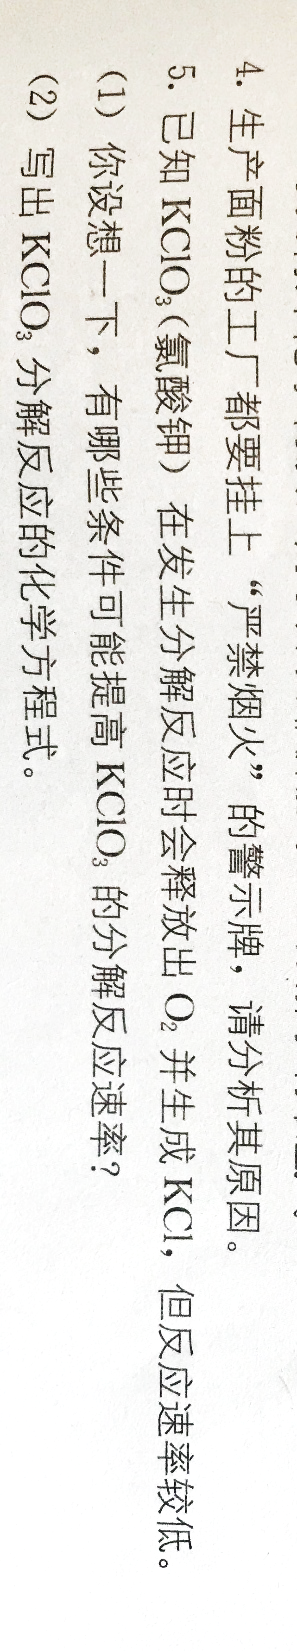 4. 生产面粉的工厂都要挂上“严禁烟火”的警示牌，请分析其原因。
5. 已知 KClO₃（氯酸钾）在发生分解反应时会释放出 O₂ 并生成 KCl，但反应速率较低。
（1）你设想一下，有哪些条件可能提高 KClO₃ 的分解反应速率？
（2）写出 KClO₃ 分解反应的化学方程式。